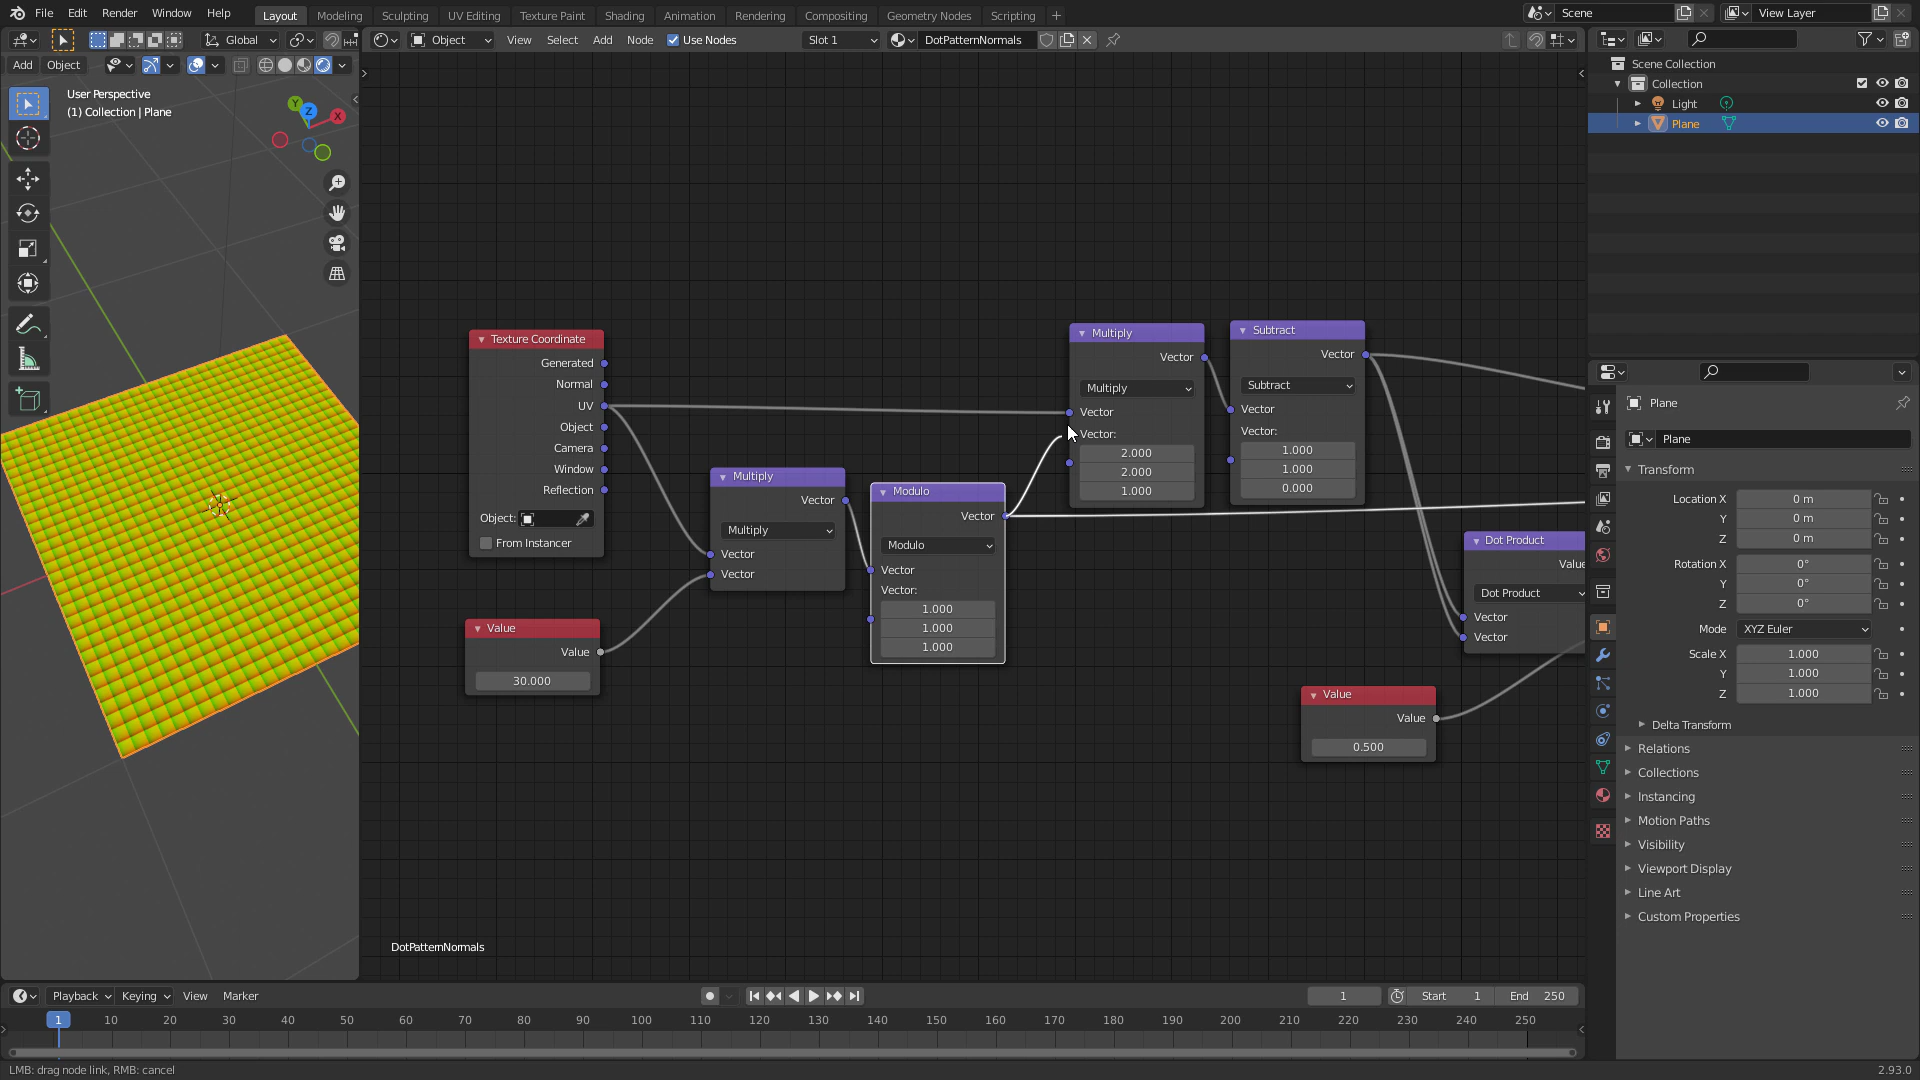 File Edit Render Window Help
Layout Modeling Sculpting UV Editing Texture Paint Shading Animation Rendering Compositing Geometry Nodes Scripting +
Scene
View Layer
Global
Object View Select Add Node Use Nodes
Slot 1
DotPatternNormals
Add Object
User Perspective
(1) Collection | Plane
X
Y
Z
Texture Coordinate
Generated
Normal
UV
Object
Camera
Window
Reflection
Object:
From Instancer
Value
Value
30.000
Multiply
Vector
Multiply
Vector
Vector
Modulo
Vector
Modulo
Vector
Vector:
1.000
1.000
1.000
Multiply
Vector
Multiply
Vector
Vector:
2.000
2.000
1.000
Subtract
Vector
Subtract
Vector
Vector:
1.000
1.000
0.000
Dot Product
Value
Dot Product
Vector
Vector
Value
Value
0.500
DotPatternNormals
Scene Collection
Collection
Light
Plane
Plane
Plane
Transform
Location X 0 m
Y 0 m
Z 0 m
Rotation X 0°
Y 0°
Z 0°
Mode XYZ Euler
Scale X 1.000
Y 1.000
Z 1.000
Delta Transform
Relations
Collections
Instancing
Motion Paths
Visibility
Viewport Display
Line Art
Custom Properties
Playback Keying View Marker
1
Start 1
End 250
1 10 20 30 40 50 60 70 80 90 100 110 120 130 140 150 160 170 180 190 200 210 220 230 240 250
LMB: drag node link, RMB: cancel
2.93.0